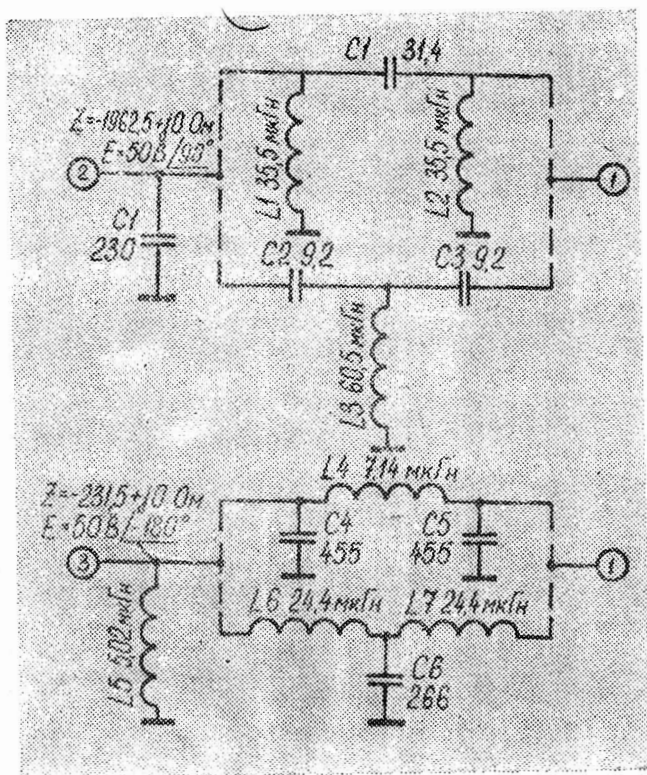 C1 31,4
Z=-1962,5+j0 Ом
E=50В/90°
2
1
C1
230
L1 35,5 мкГн
L2 35,5 мкГн
C2 9,2
C3 9,2
L3 60,5 мкГн
L4 7,14 мкГн
Z=-231,5+j0 Ом
E=50В/-180°
C4
455
C5
455
3
1
L6 24,4 мкГн
L7 24,4 мкГн
L5 5,02 мкГн
C6
266